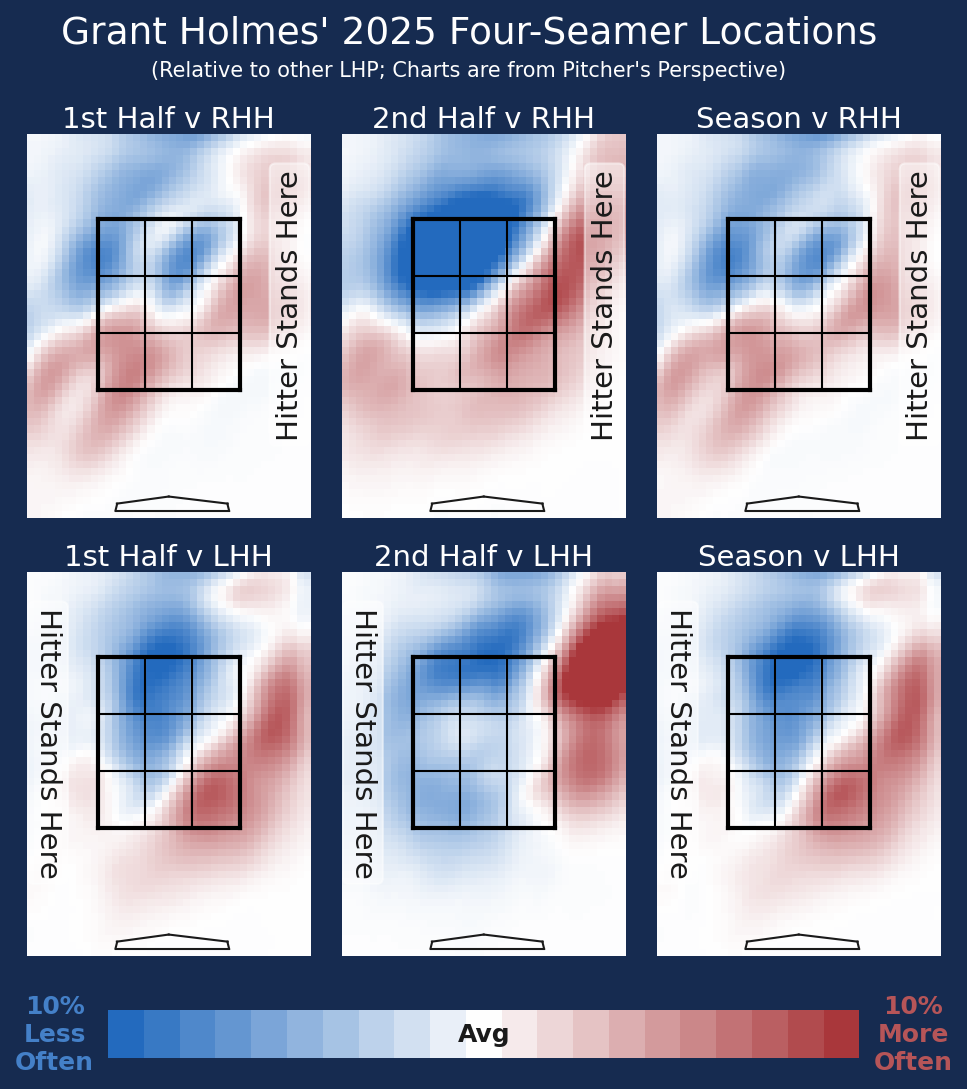 Grant Holmes' 2025 Four-Seamer Locations
(Relative to other LHP; Charts are from Pitcher's Perspective)
1st Half v RHH
2nd Half v RHH
Season v RHH
Hitter Stands Here
Hitter Stands Here
Hitter Stands Here
1st Half v LHH
2nd Half v LHH
Season v LHH
Hitter Stands Here
Hitter Stands Here
Hitter Stands Here
10%
Less
Often
Avg
10%
More
Often